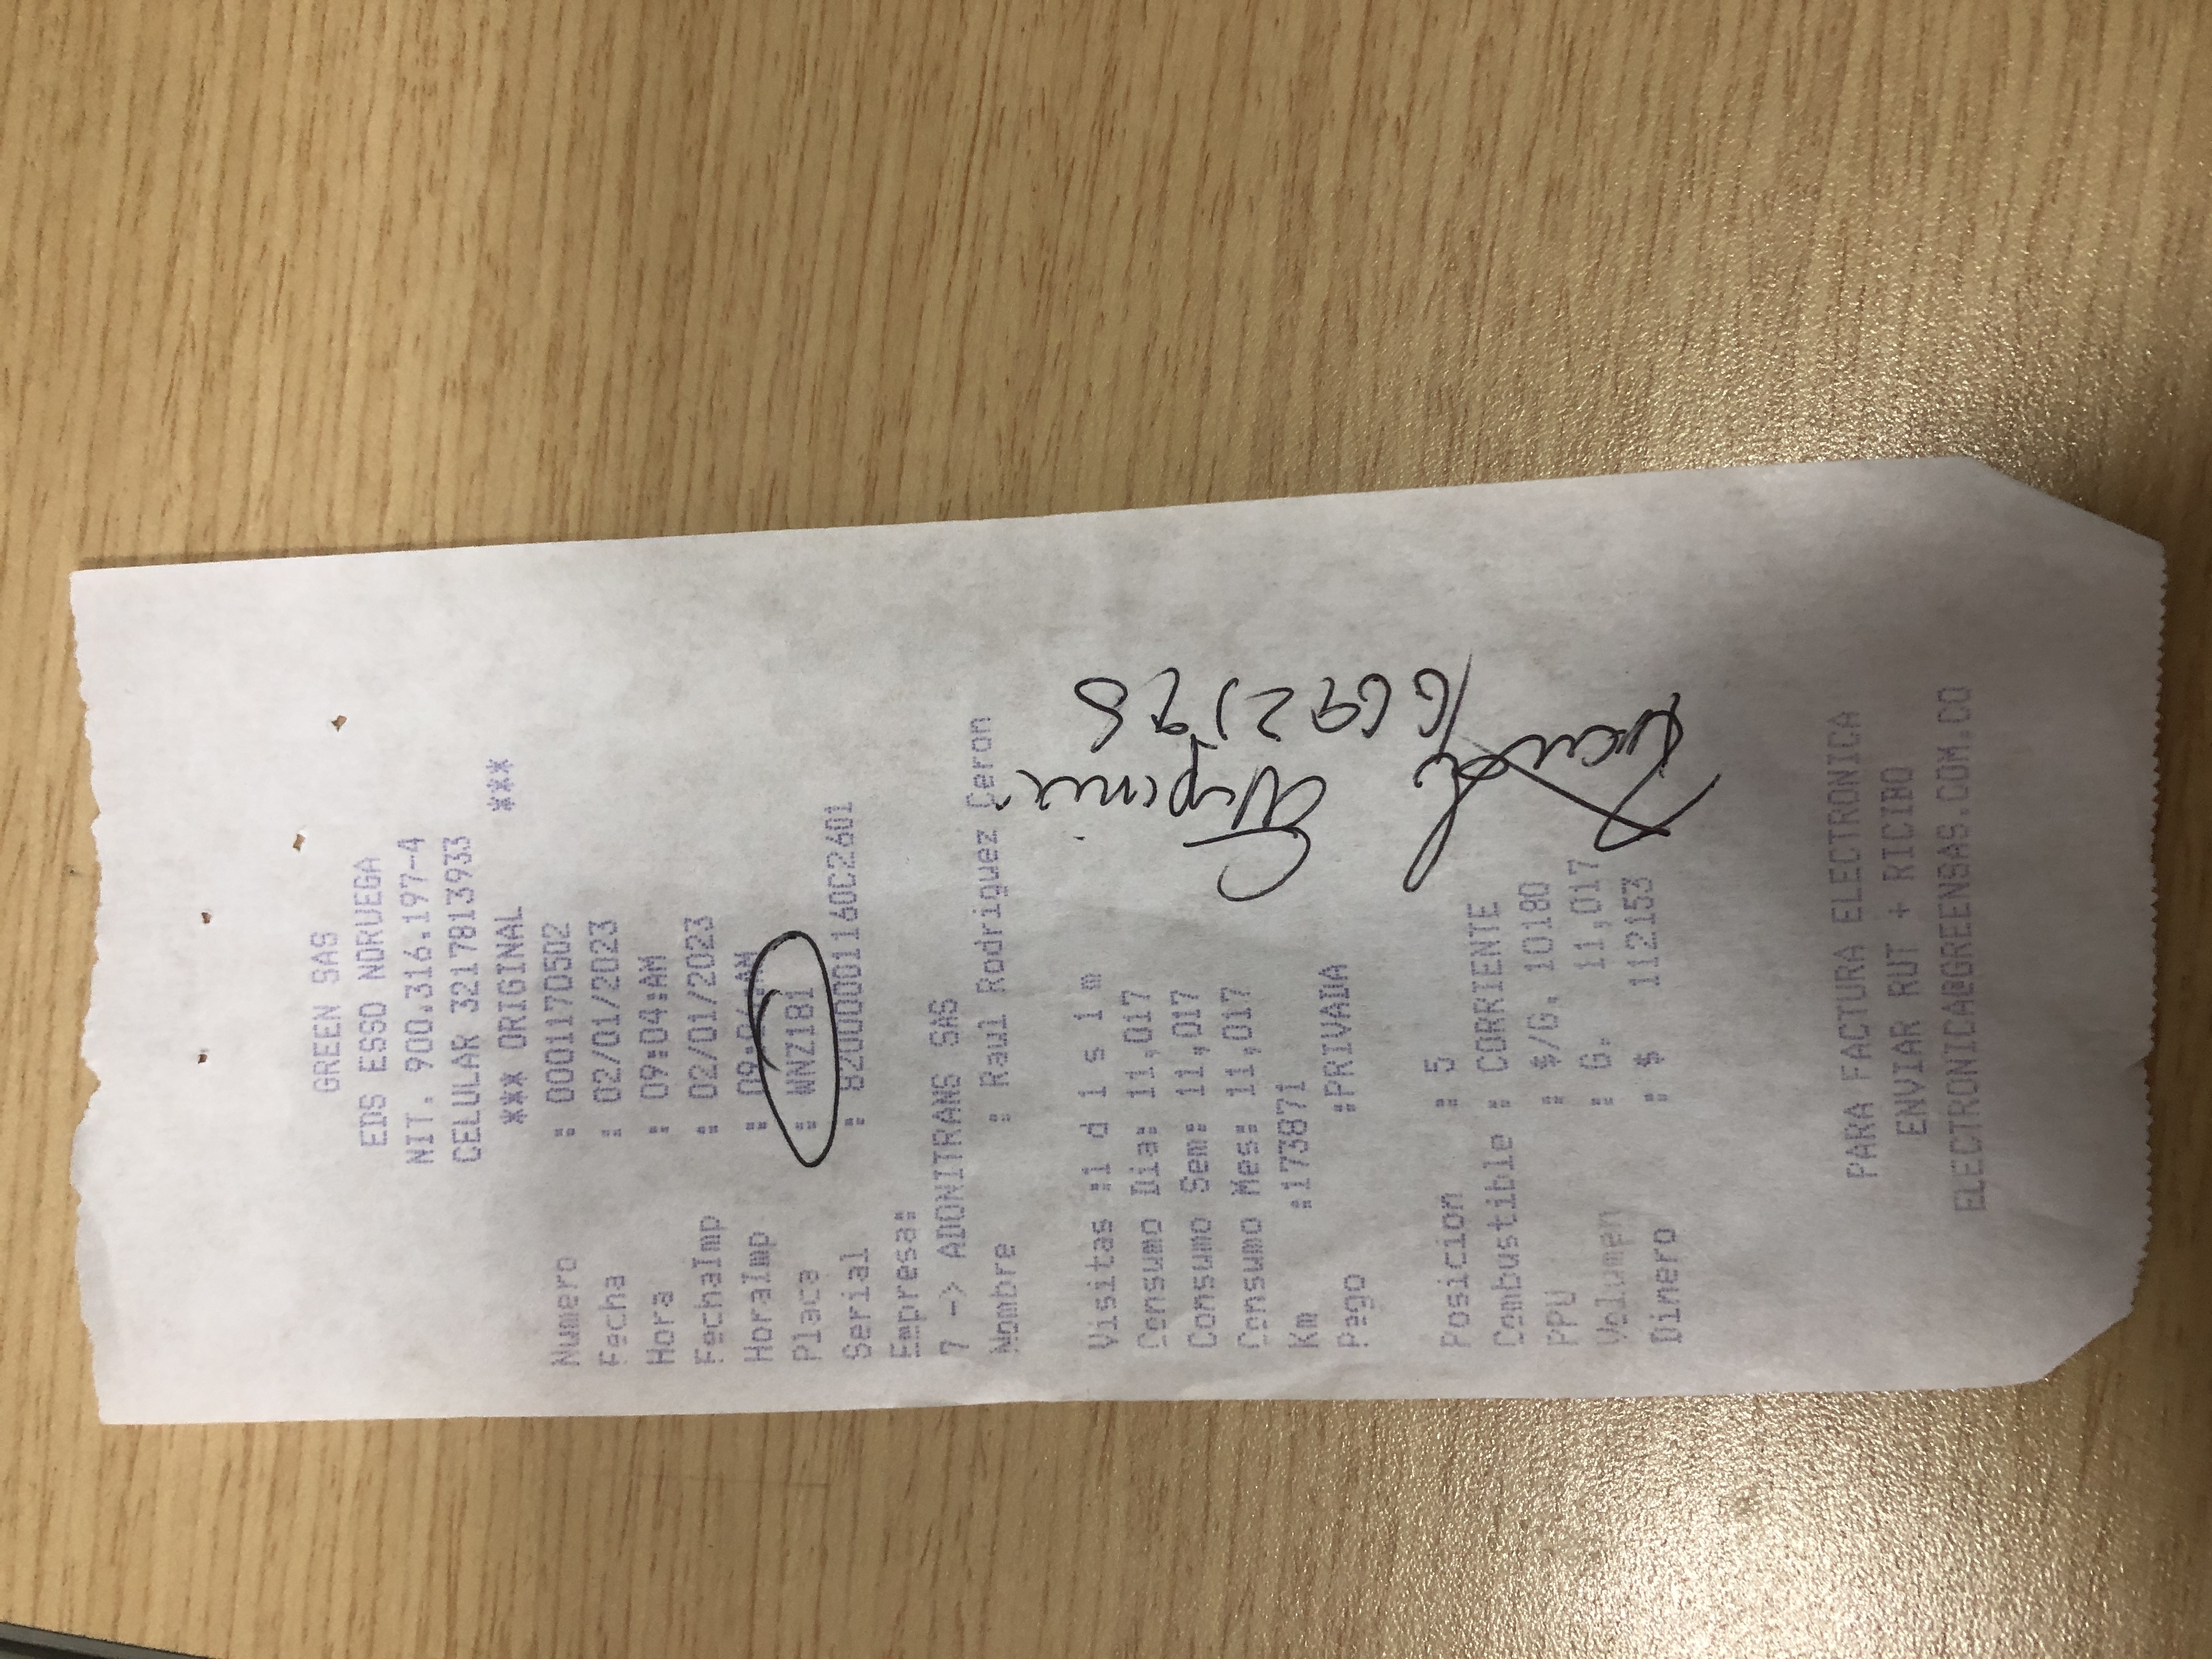 GREEN SAS
EDS ESSO NORUEGA
NIT. 900.316.197-4
CELULAR 3217813933
*** ORIGINAL ***
Numero : 0001170502
Fecha : 02/01/2023
Hora : 09:04:AM
FechaImp : 02/01/2023
HoraImp : 09:04:AM
Placa : WNZ181
Serial : 82000001160C2601
Empresa:
7 -> ADONITRANS SAS
Nombre : Raul Rodriguez Ceron
Visitas :1 d 1 s 1 m
Consumo Dia: 11,017
Consumo Sem: 11,017
Consumo Mes: 11,017
Km :173871
Pago :PRIVADA
Posicion : 5
Combustible : CORRIENTE
PPU : $/G. 10180
Volumen : G. 11,017
Dinero : $ 112153
PARA FACTURA ELECTRONICA
ENVIAR RUT + RICIBO
ELECTRONICA@GREENSAS.COM.CO